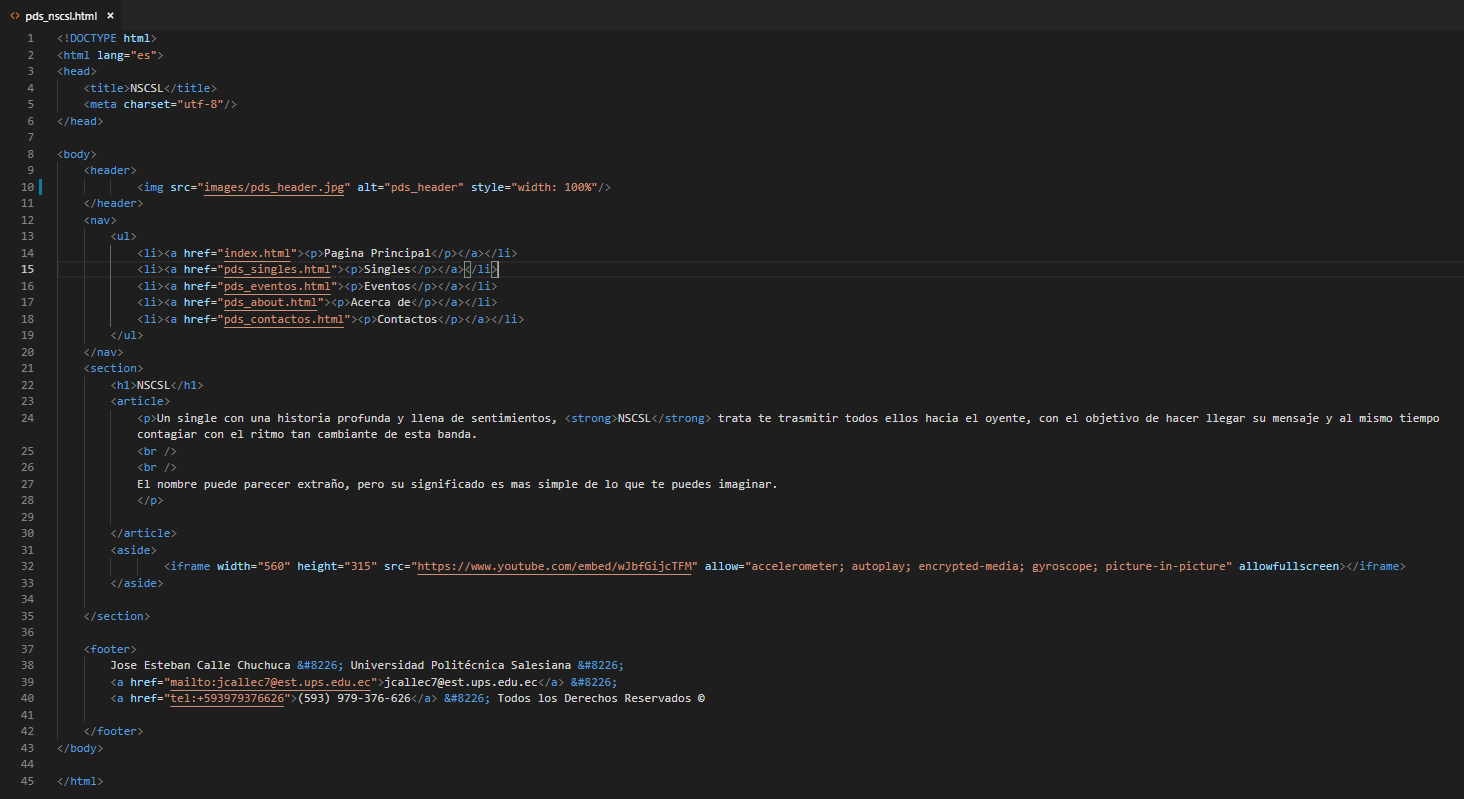 <> pds_nscsl.html ×
1 <!DOCTYPE html>
2 <html lang="es">
3 <head>
4 <title>NSCSL</title>
5 <meta charset="utf-8"/>
6 </head>
7
8 <body>
9 <header>
10 <img src="images/pds_header.jpg" alt="pds_header" style="width: 100%"/>
11 </header>
12 <nav>
13 <ul>
14 <li><a href="index.html"><p>Pagina Principal</p></a></li>
15 <li><a href="pds_singles.html"><p>Singles</p></a></li>
16 <li><a href="pds_eventos.html"><p>Eventos</p></a></li>
17 <li><a href="pds_about.html"><p>Acerca de</p></a></li>
18 <li><a href="pds_contactos.html"><p>Contactos</p></a></li>
19 </ul>
20 </nav>
21 <section>
22 <h1>NSCSL</h1>
23 <article>
24 <p>Un single con una historia profunda y llena de sentimientos, <strong>NSCSL</strong> trata te trasmitir todos ellos hacia el oyente, con el objetivo de hacer llegar su mensaje y al mismo tiempo
contagiar con el ritmo tan cambiante de esta banda.
25 <br />
26 <br />
27 El nombre puede parecer extraño, pero su significado es mas simple de lo que te puedes imaginar.
28 </p>
29
30 </article>
31 <aside>
32 <iframe width="560" height="315" src="https://www.youtube.com/embed/wJbfGijcTFM" allow="accelerometer; autoplay; encrypted-media; gyroscope; picture-in-picture" allowfullscreen></iframe>
33 </aside>
34
35 </section>
36
37 <footer>
38 Jose Esteban Calle Chuchuca &#8226; Universidad Politécnica Salesiana &#8226;
39 <a href="mailto:jcallec7@est.ups.edu.ec">jcallec7@est.ups.edu.ec</a> &#8226;
40 <a href="tel:+593979376626">(593) 979-376-626</a> &#8226; Todos los Derechos Reservados ©
41
42 </footer>
43 </body>
44
45 </html>